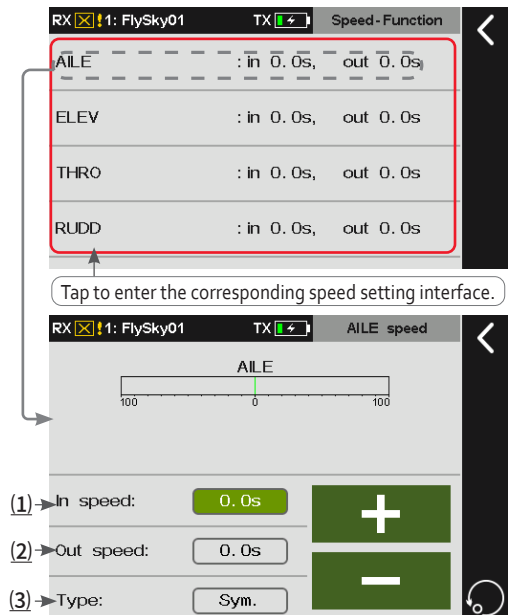 RX !1: FlySky01 TX Speed-Function
AILE : in 0.0s, out 0.0s
ELEV : in 0.0s, out 0.0s
THRO : in 0.0s, out 0.0s
RUDD : in 0.0s, out 0.0s
Tap to enter the corresponding speed setting interface.
RX !1: FlySky01 TX AILE speed
AILE
100 0 100
(1) In speed: 0.0s +
(2) Out speed: 0.0s
(3) Type: Sym. −